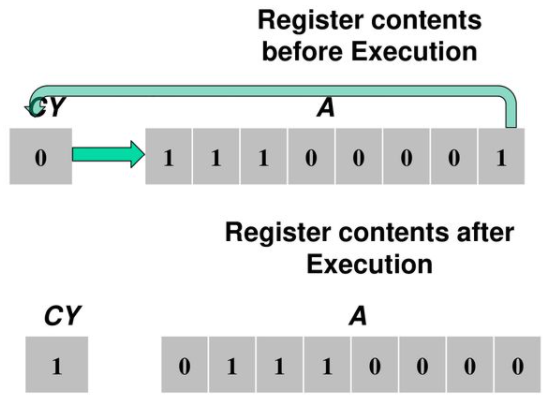 Register contents
before Execution
CY A
0 1 1 1 0 0 0 0 1
Register contents after
Execution
CY A
1 0 1 1 1 0 0 0 0